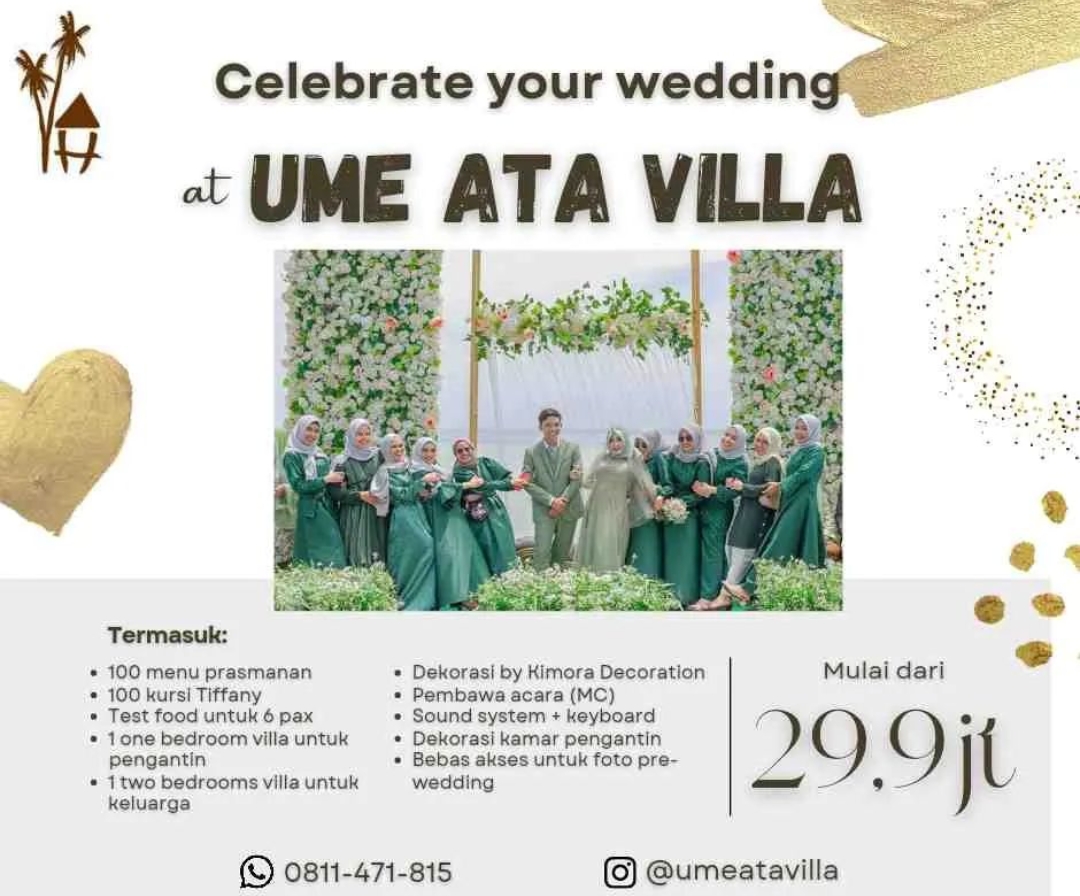 Celebrate your wedding
at UME ATA VILLA
Termasuk:
• 100 menu prasmanan
• 100 kursi Tiffany
• Test food untuk 6 pax
• 1 one bedroom villa untuk
pengantin
• 1 two bedrooms villa untuk
keluarga
• Dekorasi by Kimora Decoration
• Pembawa acara (MC)
• Sound system + keyboard
• Dekorasi kamar pengantin
• Bebas akses untuk foto pre-
wedding
Mulai dari
29,9jt
0811-471-815
@umeatavilla